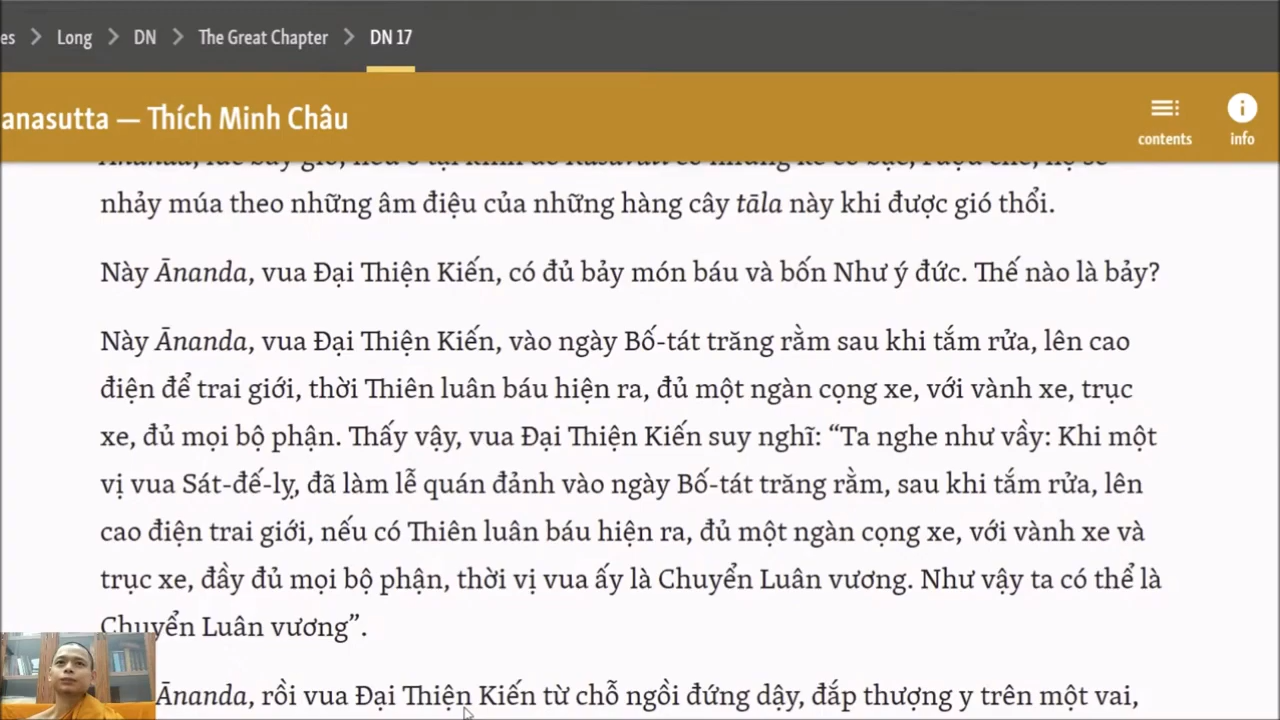 es > Long > DN > The Great Chapter > DN 17
anasutta — Thích Minh Châu
contents
info
nhảy múa theo những âm điệu của những hàng cây tāla này khi được gió thổi.
Này Ānanda, vua Đại Thiện Kiến, có đủ bảy món báu và bốn Như ý đức. Thế nào là bảy?
Này Ānanda, vua Đại Thiện Kiến, vào ngày Bố-tát trăng rằm sau khi tắm rửa, lên cao
điện để trai giới, thời Thiên luân báu hiện ra, đủ một ngàn cọng xe, với vành xe, trục
xe, đủ mọi bộ phận. Thấy vậy, vua Đại Thiện Kiến suy nghĩ: “Ta nghe như vầy: Khi một
vị vua Sát-đế-lỵ, đã làm lễ quán đảnh vào ngày Bố-tát trăng rằm, sau khi tắm rửa, lên
cao điện trai giới, nếu có Thiên luân báu hiện ra, đủ một ngàn cọng xe, với vành xe và
trục xe, đầy đủ mọi bộ phận, thời vị vua ấy là Chuyển Luân vương. Như vậy ta có thể là
Chuyển Luân vương”.
Ānanda, rồi vua Đại Thiện Kiến từ chỗ ngồi đứng dậy, đắp thượng y trên một vai,